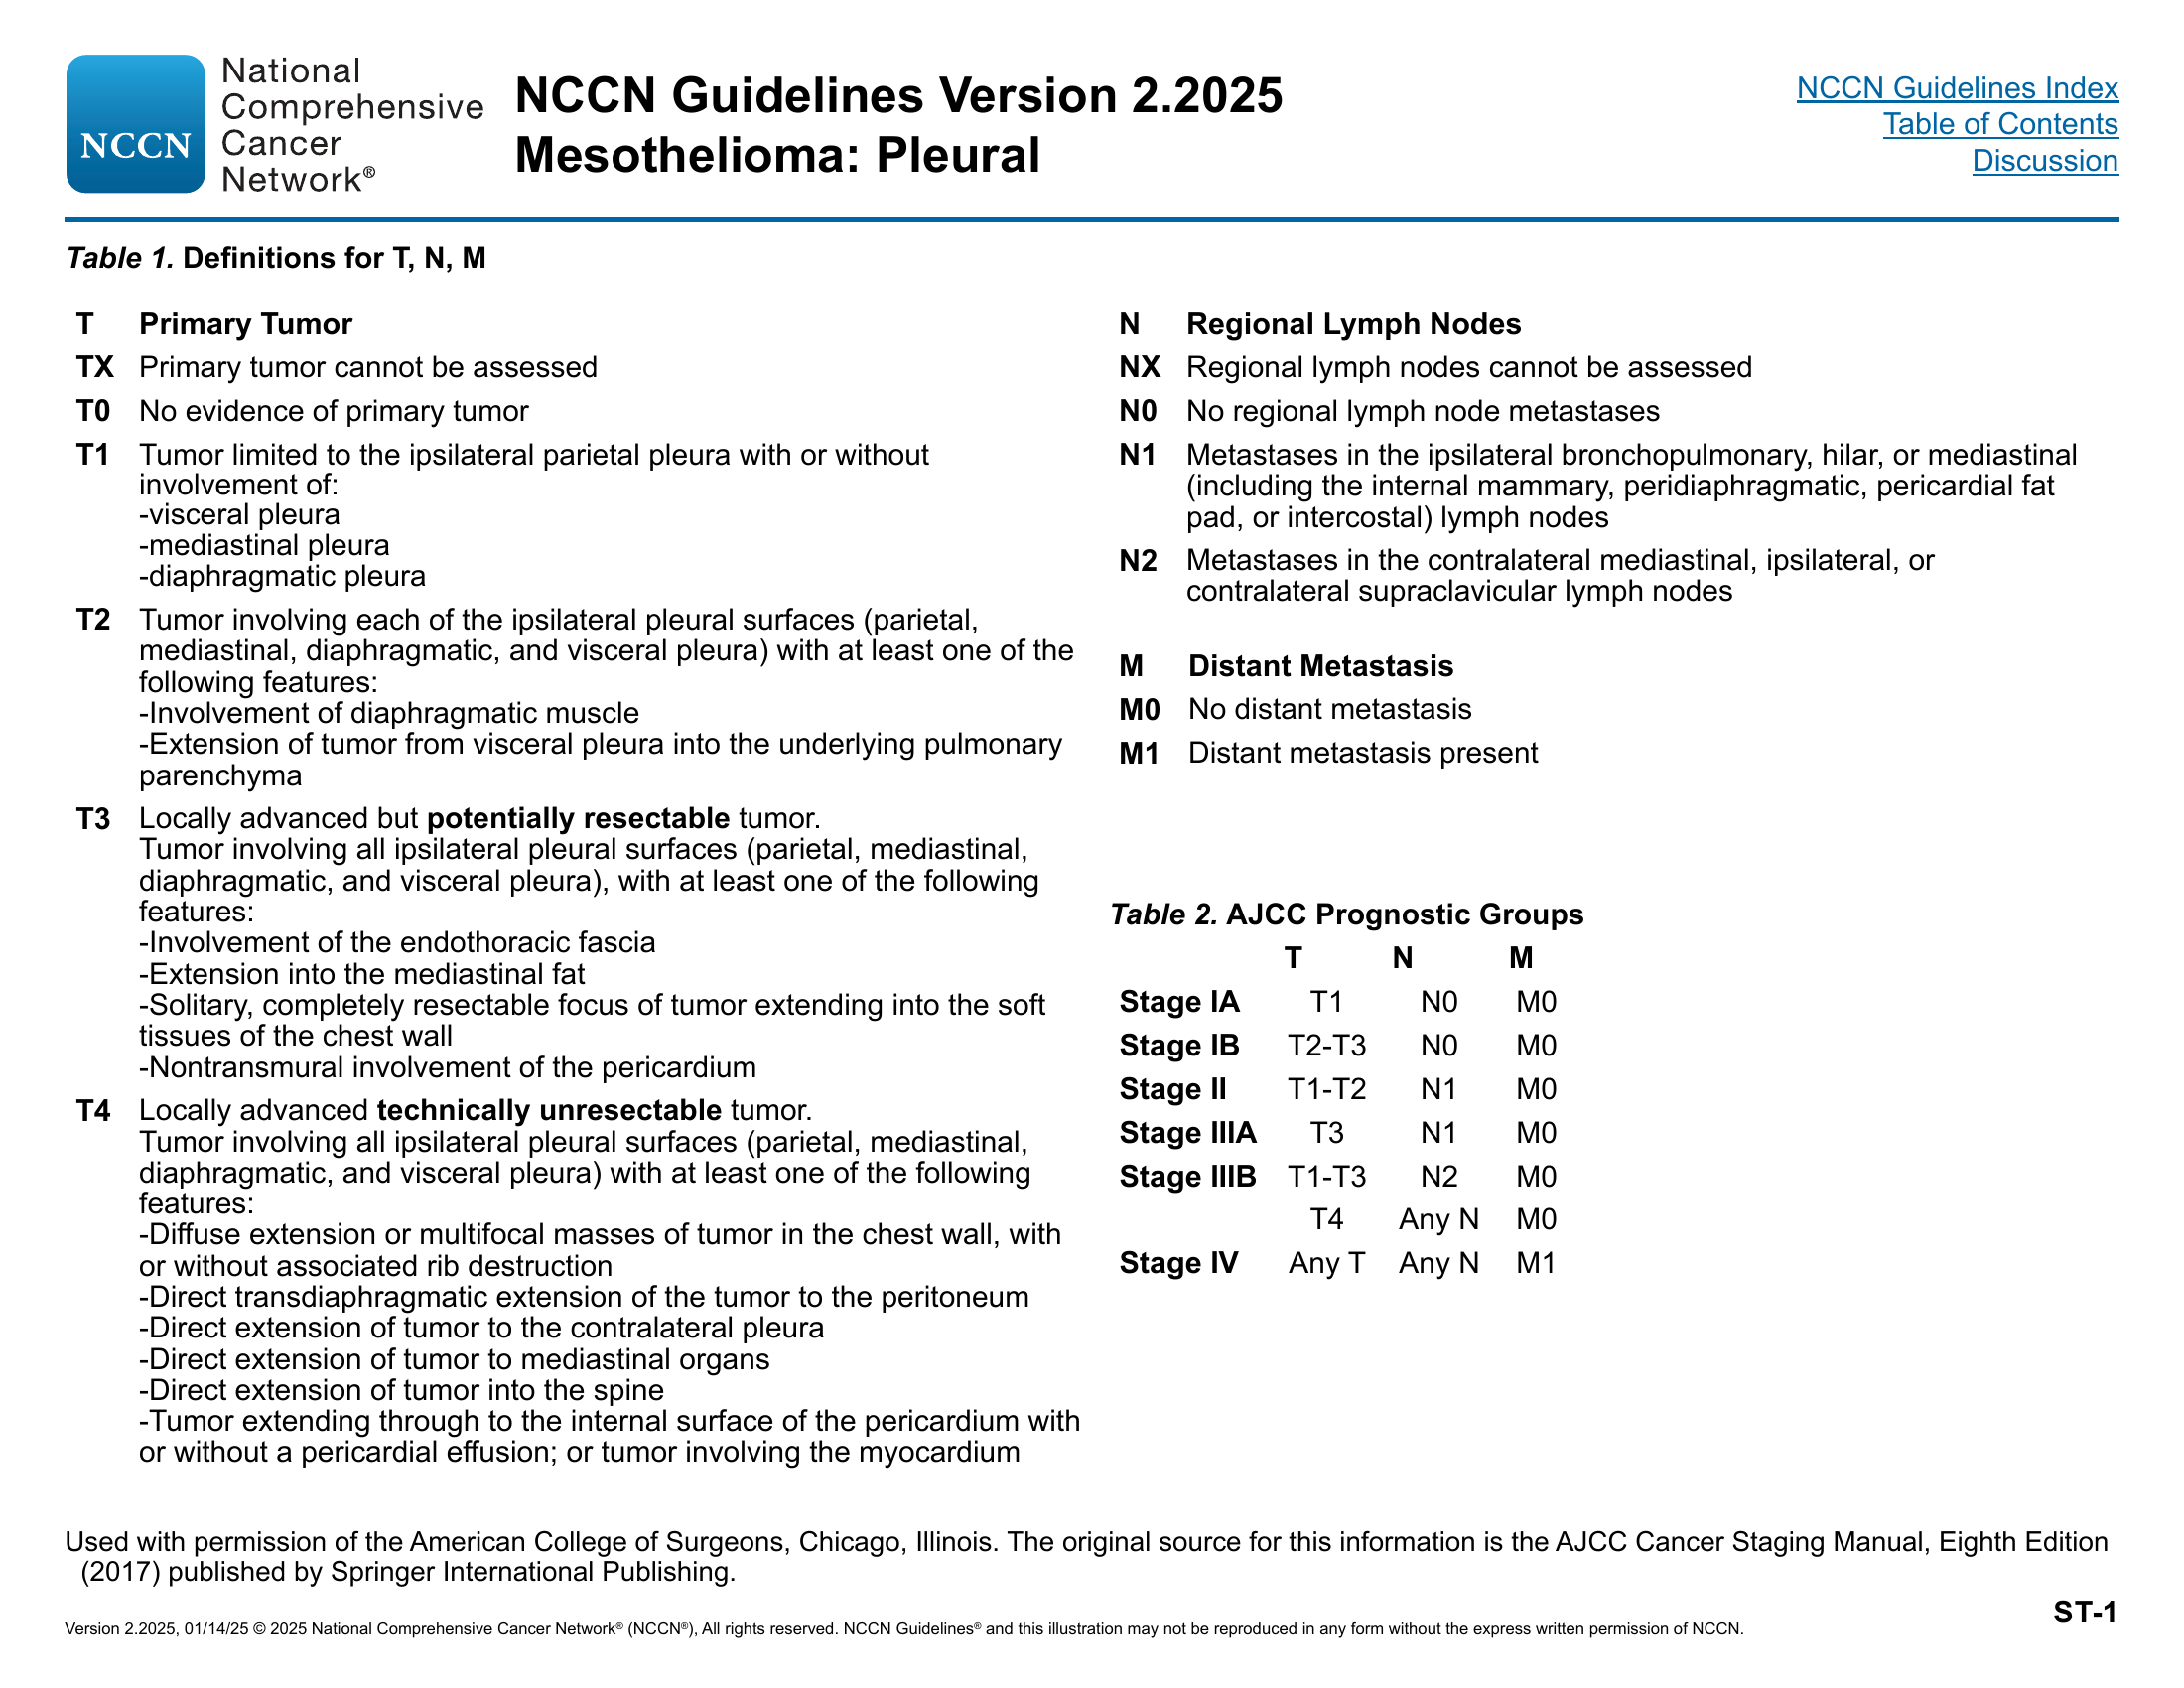 National
Comprehensive
Cancer
Network®
NCCN
NCCN Guidelines Version 2.2025
Mesothelioma: Pleural
NCCN Guidelines Index
Table of Contents
Discussion
Table 1. Definitions for T, N, M
T Primary Tumor
TX Primary tumor cannot be assessed
T0 No evidence of primary tumor
T1 Tumor limited to the ipsilateral parietal pleura with or without
involvement of:
-visceral pleura
-mediastinal pleura
-diaphragmatic pleura
T2 Tumor involving each of the ipsilateral pleural surfaces (parietal,
mediastinal, diaphragmatic, and visceral pleura) with at least one of the
following features:
-Involvement of diaphragmatic muscle
-Extension of tumor from visceral pleura into the underlying pulmonary
parenchyma
T3 Locally advanced but potentially resectable tumor.
Tumor involving all ipsilateral pleural surfaces (parietal, mediastinal,
diaphragmatic, and visceral pleura), with at least one of the following
features:
-Involvement of the endothoracic fascia
-Extension into the mediastinal fat
-Solitary, completely resectable focus of tumor extending into the soft
tissues of the chest wall
-Nontransmural involvement of the pericardium
T4 Locally advanced technically unresectable tumor.
Tumor involving all ipsilateral pleural surfaces (parietal, mediastinal,
diaphragmatic, and visceral pleura) with at least one of the following
features:
-Diffuse extension or multifocal masses of tumor in the chest wall, with
or without associated rib destruction
-Direct transdiaphragmatic extension of the tumor to the peritoneum
-Direct extension of tumor to the contralateral pleura
-Direct extension of tumor to mediastinal organs
-Direct extension of tumor into the spine
-Tumor extending through to the internal surface of the pericardium with
or without a pericardial effusion; or tumor involving the myocardium
N Regional Lymph Nodes
NX Regional lymph nodes cannot be assessed
N0 No regional lymph node metastases
N1 Metastases in the ipsilateral bronchopulmonary, hilar, or mediastinal
(including the internal mammary, peridiaphragmatic, pericardial fat
pad, or intercostal) lymph nodes
N2 Metastases in the contralateral mediastinal, ipsilateral, or
contralateral supraclavicular lymph nodes
M Distant Metastasis
M0 No distant metastasis
M1 Distant metastasis present
Table 2. AJCC Prognostic Groups
T N M
Stage IA T1 N0 M0
Stage IB T2-T3 N0 M0
Stage II T1-T2 N1 M0
Stage IIIA T3 N1 M0
Stage IIIB T1-T3 N2 M0
T4 Any N M0
Stage IV Any T Any N M1
Used with permission of the American College of Surgeons, Chicago, Illinois. The original source for this information is the AJCC Cancer Staging Manual, Eighth Edition
(2017) published by Springer International Publishing.
ST-1
Version 2.2025, 01/14/25 © 2025 National Comprehensive Cancer Network® (NCCN®), All rights reserved. NCCN Guidelines® and this illustration may not be reproduced in any form without the express written permission of NCCN.